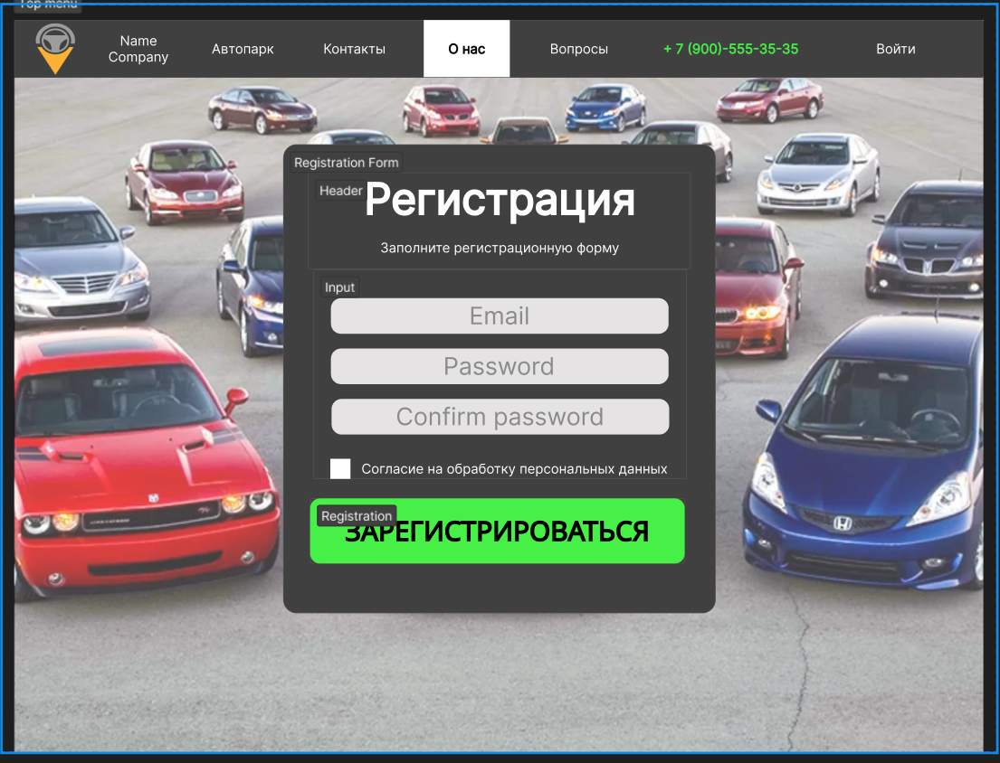 Top menu
Name
Company
Автопарк
Контакты
О нас
Вопросы
+ 7 (900)-555-35-35
Войти
Registration Form
Header
Регистрация
Заполните регистрационную форму
Input
Email
Password
Confirm password
Согласие на обработку персональных данных
Registration
ЗАРЕГИСТРИРОВАТЬСЯ